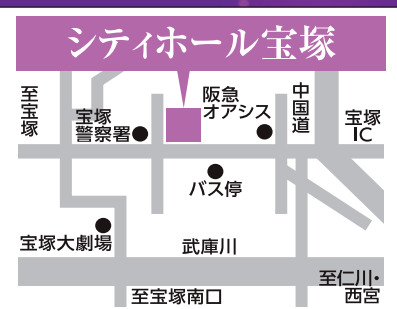 シティホール宝塚
至宝塚
宝塚
警察署
阪急
オアシス
中国道
宝塚
IC
バス停
宝塚大劇場
武庫川
至仁川・
西宮
至宝塚南口